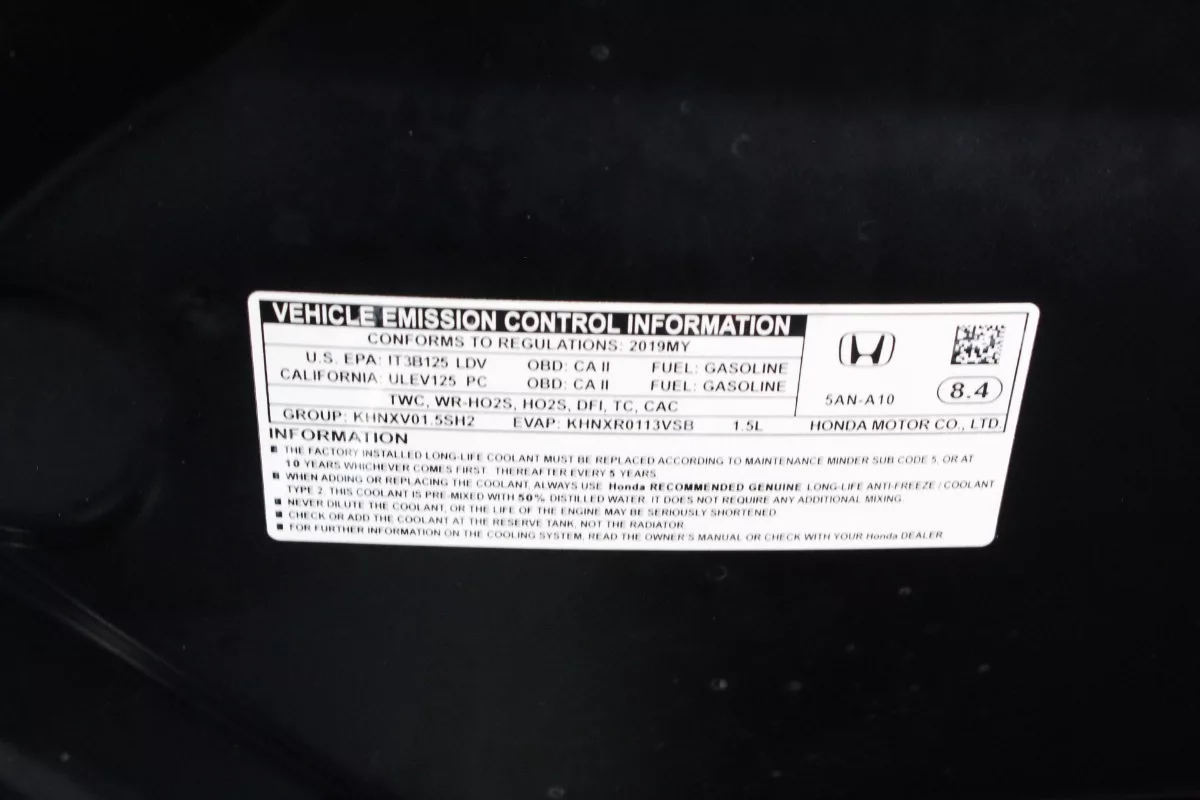 VEHICLE EMISSION CONTROL INFORMATION
CONFORMS TO REGULATIONS: 2019MY
U.S. EPA: IT3B125 LDV OBD: CA II FUEL: GASOLINE
CALIFORNIA: ULEV125 PC OBD: CA II FUEL: GASOLINE
TWC, WR-HO2S, HO2S, DFI, TC, CAC
5AN-A10
8.4
GROUP: KHNXV01.5SH2 EVAP: KHNXR0113VSB 1.5L HONDA MOTOR CO., LTD.
INFORMATION
■ THE FACTORY INSTALLED LONG-LIFE COOLANT MUST BE REPLACED ACCORDING TO MAINTENANCE MINDER SUB CODE 5, OR AT
10 YEARS WHICHEVER COMES FIRST. THEREAFTER EVERY 5 YEARS.
■ WHEN ADDING OR REPLACING THE COOLANT, ALWAYS USE Honda RECOMMENDED GENUINE LONG-LIFE ANTI-FREEZE / COOLANT
TYPE 2. THIS COOLANT IS PRE-MIXED WITH 50% DISTILLED WATER. IT DOES NOT REQUIRE ANY ADDITIONAL MIXING.
■ NEVER DILUTE THE COOLANT, OR THE LIFE OF THE ENGINE MAY BE SERIOUSLY SHORTENED.
■ CHECK OR ADD THE COOLANT AT THE RESERVE TANK, NOT THE RADIATOR.
■ FOR FURTHER INFORMATION ON THE COOLING SYSTEM, READ THE OWNER'S MANUAL OR CHECK WITH YOUR Honda DEALER.